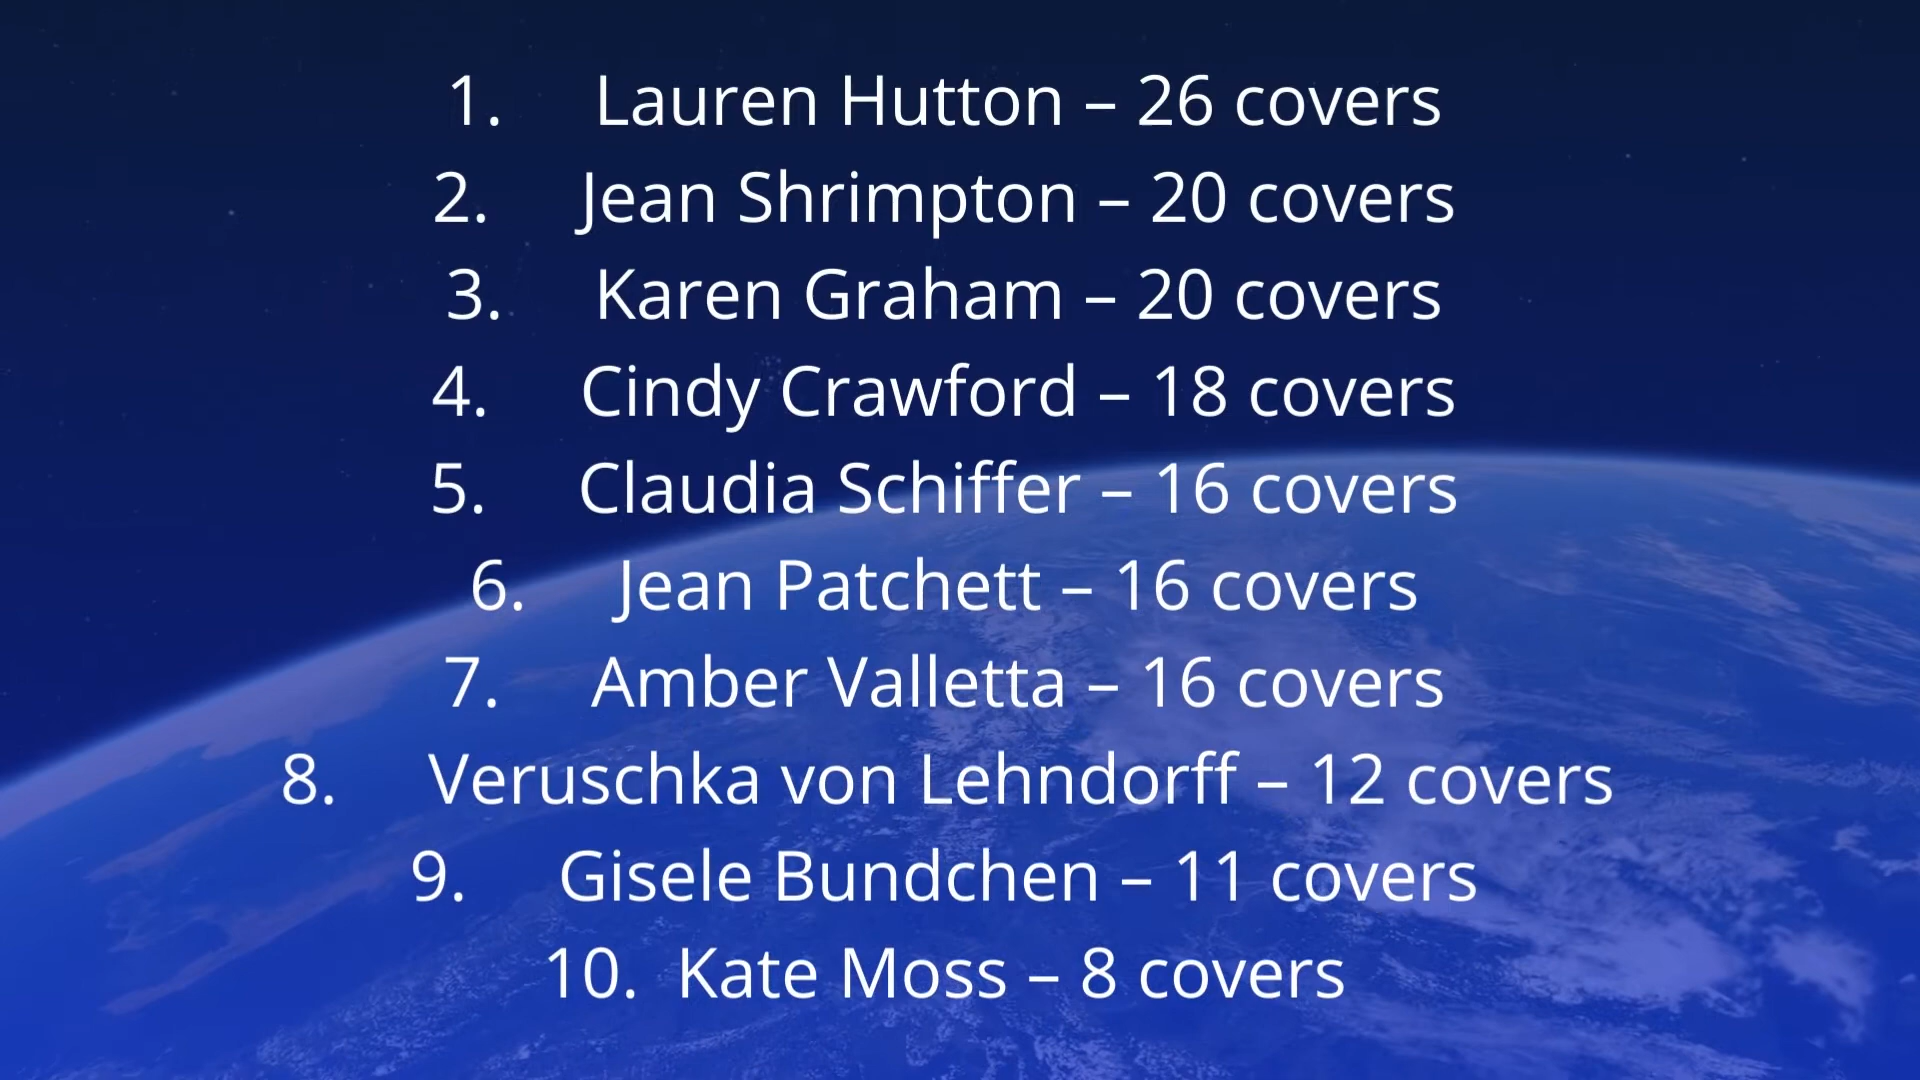 1. Lauren Hutton – 26 covers
2. Jean Shrimpton – 20 covers
3. Karen Graham – 20 covers
4. Cindy Crawford – 18 covers
5. Claudia Schiffer – 16 covers
6. Jean Patchett – 16 covers
7. Amber Valletta – 16 covers
8. Veruschka von Lehndorff – 12 covers
9. Gisele Bundchen – 11 covers
10. Kate Moss – 8 covers